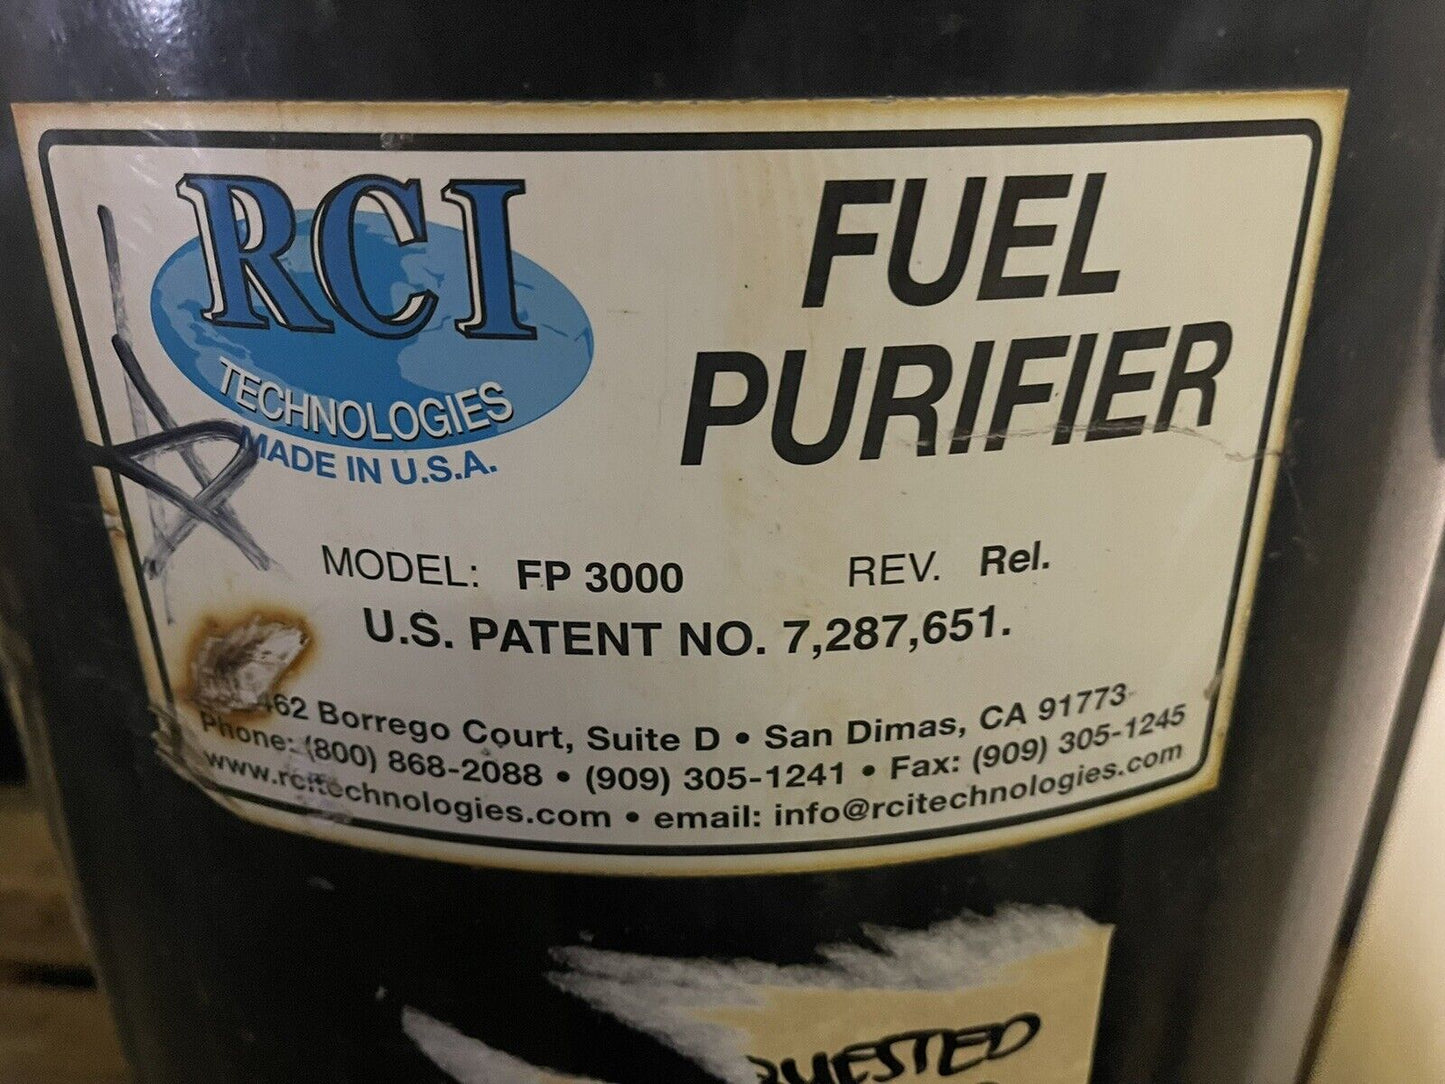 RCI
TECHNOLOGIES
MADE IN U.S.A.
FUEL
PURIFIER
MODEL: FP 3000 REV. Rel.
U.S. PATENT NO. 7,287,651.
462 Borrego Court, Suite D • San Dimas, CA 91773
Phone: (800) 868-2088 • (909) 305-1241 • Fax: (909) 305-1245
www.rcitechnologies.com • email: info@rcitechnologies.com